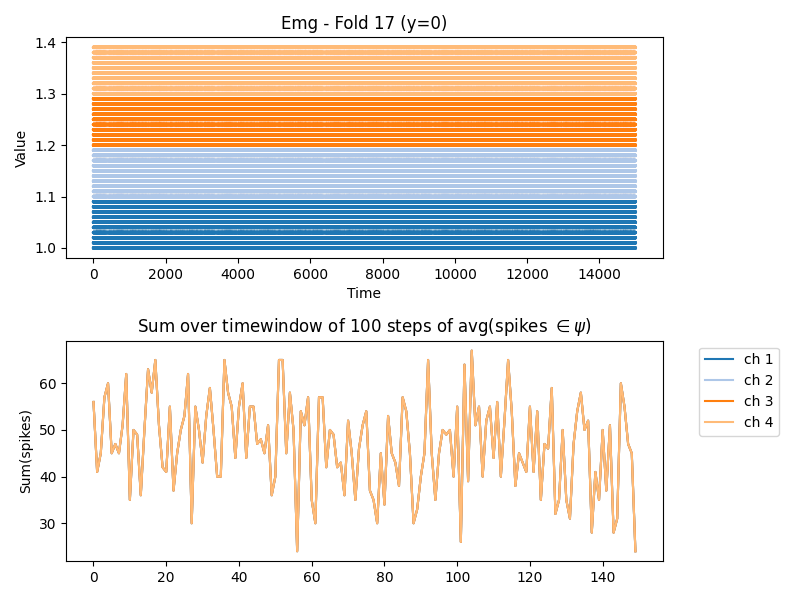 Emg - Fold 17 (y=0)
1.4
1.3
1.2
1.1
1.0
Value
0 2000 4000 6000 8000 10000 12000 14000
Time
Sum over timewindow of 100 steps of avg(spikes ∈ ψ)
60
50
40
30
Sum(spikes)
0 20 40 60 80 100 120 140
ch 1
ch 2
ch 3
ch 4